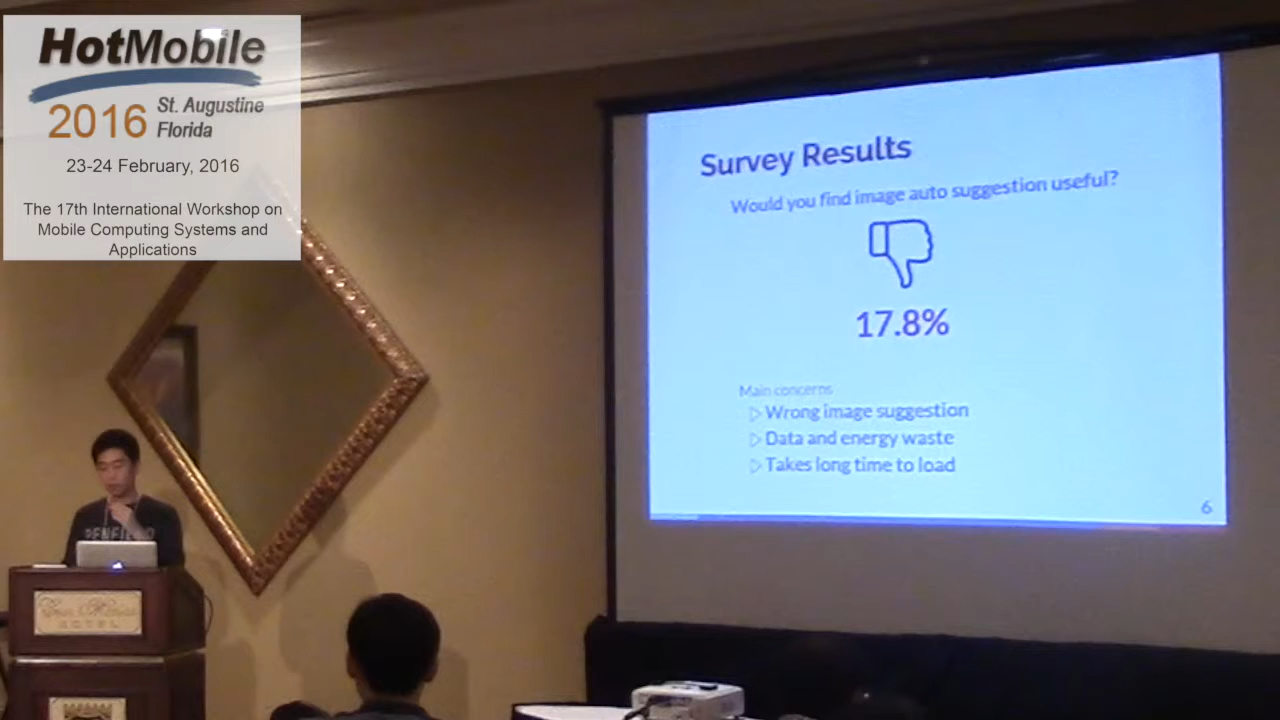 HotMobile
2016 St. Augustine
Florida
23-24 February, 2016
The 17th International Workshop on
Mobile Computing Systems and
Applications
Survey Results
Would you find image auto suggestion useful?
17.8%
Main concerns
Wrong image suggestion
Data and energy waste
Takes long time to load
6
HOTEL